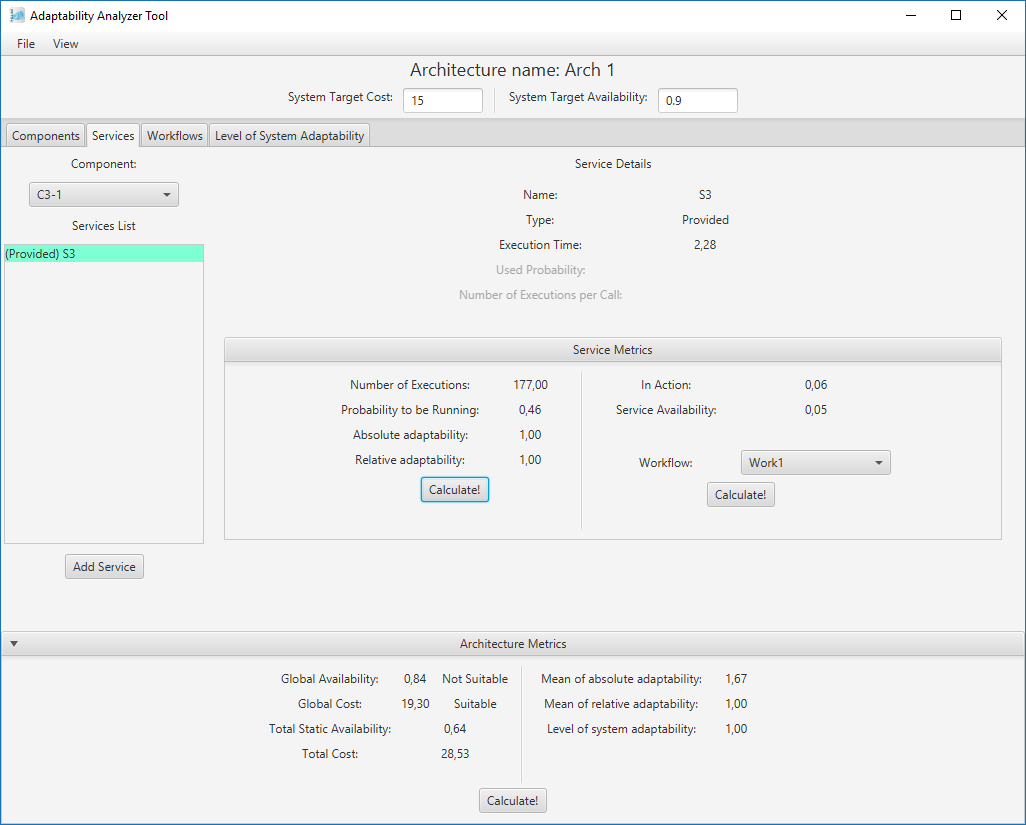 Adaptability Analyzer Tool
File View
Architecture name: Arch 1
System Target Cost: 15 System Target Availability: 0.9
Components Services Workflows Level of System Adaptability
Component:
C3-1
Services List
(Provided) S3
Add Service
Service Details
Name: S3
Type: Provided
Execution Time: 2,28
Used Probability:
Number of Executions per Call:
Service Metrics
Number of Executions: 177,00
Probability to be Running: 0,46
Absolute adaptability: 1,00
Relative adaptability: 1,00
Calculate!
In Action: 0,06
Service Availability: 0,05
Workflow: Work1
Calculate!
Architecture Metrics
Global Availability: 0,84 Not Suitable
Global Cost: 19,30 Suitable
Total Static Availability: 0,64
Total Cost: 28,53
Mean of absolute adaptability: 1,67
Mean of relative adaptability: 1,00
Level of system adaptability: 1,00
Calculate!